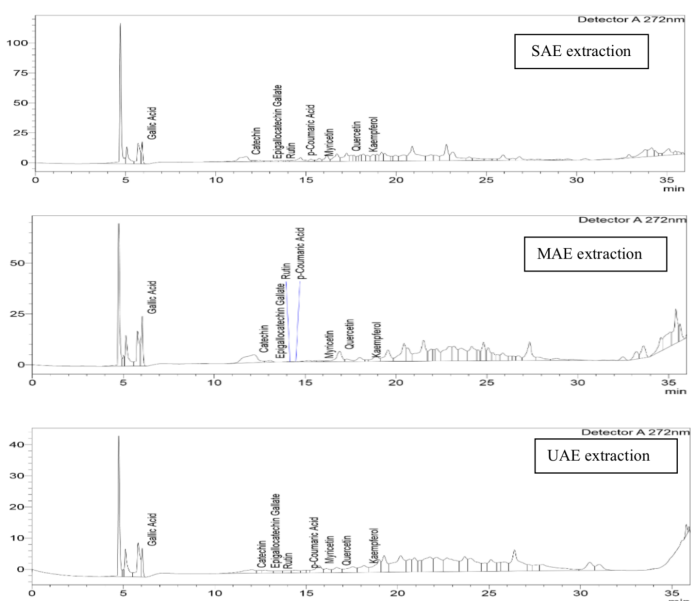 Detector A 272nm
SAE extraction
100
75
50
25
0
Gallic Acid
Catechin
Epigallocatechin Gallate
Rutin
p-Coumaric Acid
Myricetin
Quercetin
Kaempferol
0 5 10 15 20 25 30 35
min
Detector A 272nm
MAE extraction
50
25
0
Gallic Acid
Catechin
Epigallocatechin Gallate
Rutin
p-Coumaric Acid
Myricetin
Quercetin
Kaempferol
0 5 10 15 20 25 30 35
min
Detector A 272nm
UAE extraction
40
30
20
10
0
Gallic Acid
Catechin
Epigallocatechin Gallate
Rutin
p-Coumaric Acid
Myricetin
Quercetin
Kaempferol
0 5 10 15 20 25 30 35
min